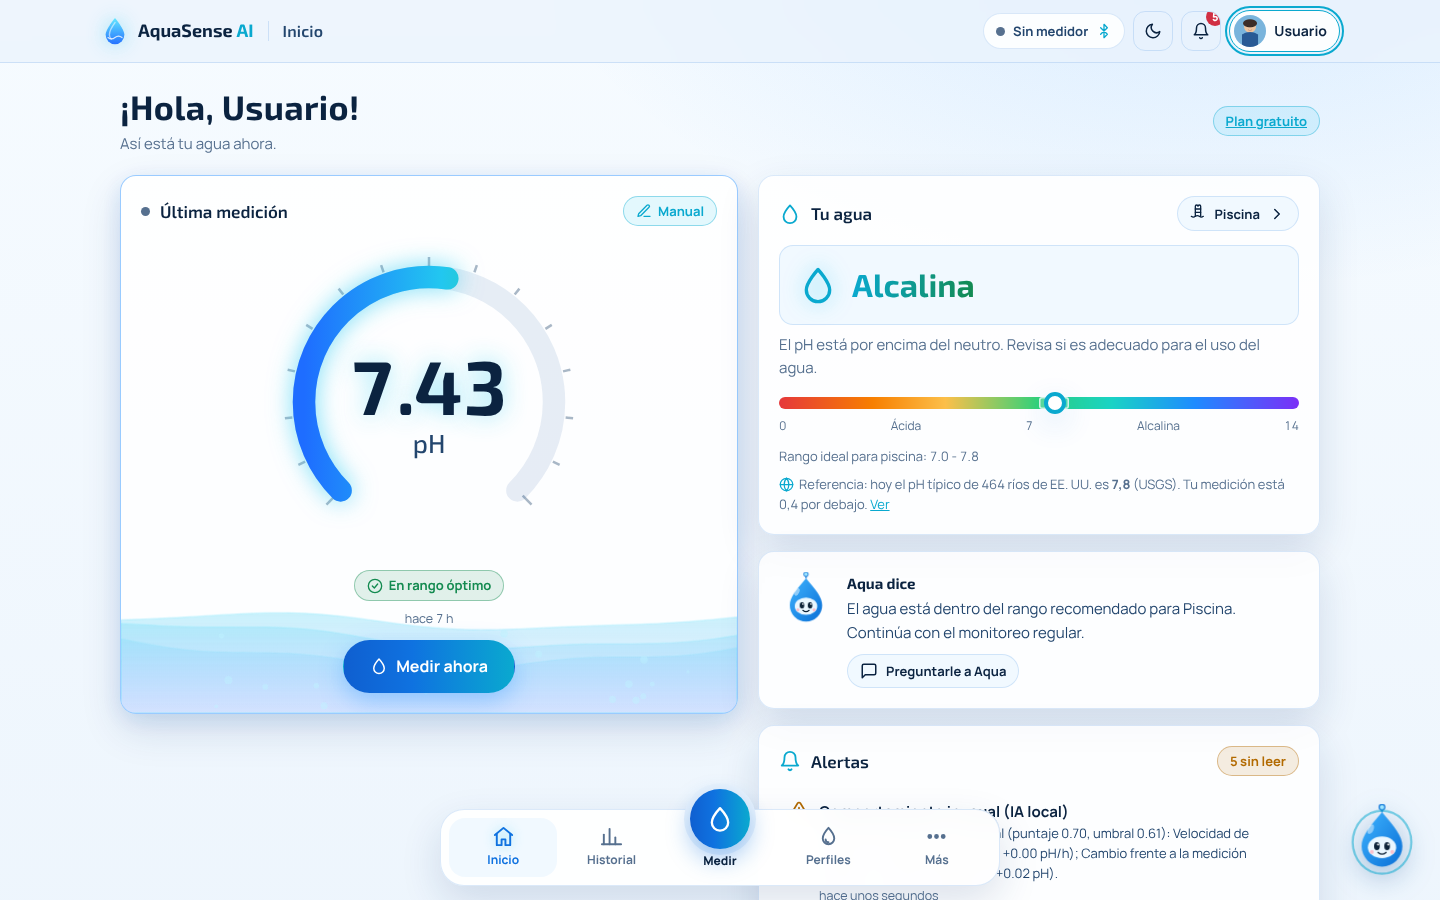 AquaSense AI
Inicio
Sin medidor
5
Usuario
¡Hola, Usuario!
Así está tu agua ahora.
Plan gratuito
Última medición
Manual
7.43
pH
En rango óptimo
hace 7 h
Medir ahora
Tu agua
Piscina
Alcalina
El pH está por encima del neutro. Revisa si es adecuado para el uso del
agua.
0 Ácida 7 Alcalina 14
Rango ideal para piscina: 7.0 - 7.8
Referencia: hoy el pH típico de 464 ríos de EE. UU. es 7,8 (USGS). Tu medición está
0,4 por debajo. Ver
Aqua dice
El agua está dentro del rango recomendado para Piscina.
Continúa con el monitoreo regular.
Preguntarle a Aqua
Alertas
5 sin leer
(IA local)
(puntaje 0.70, umbral 0.61): Velocidad de
+0.00 pH/h); Cambio frente a la medición
+0.02 pH).
hace unos segundos
Inicio
Historial
Medir
Perfiles
Más